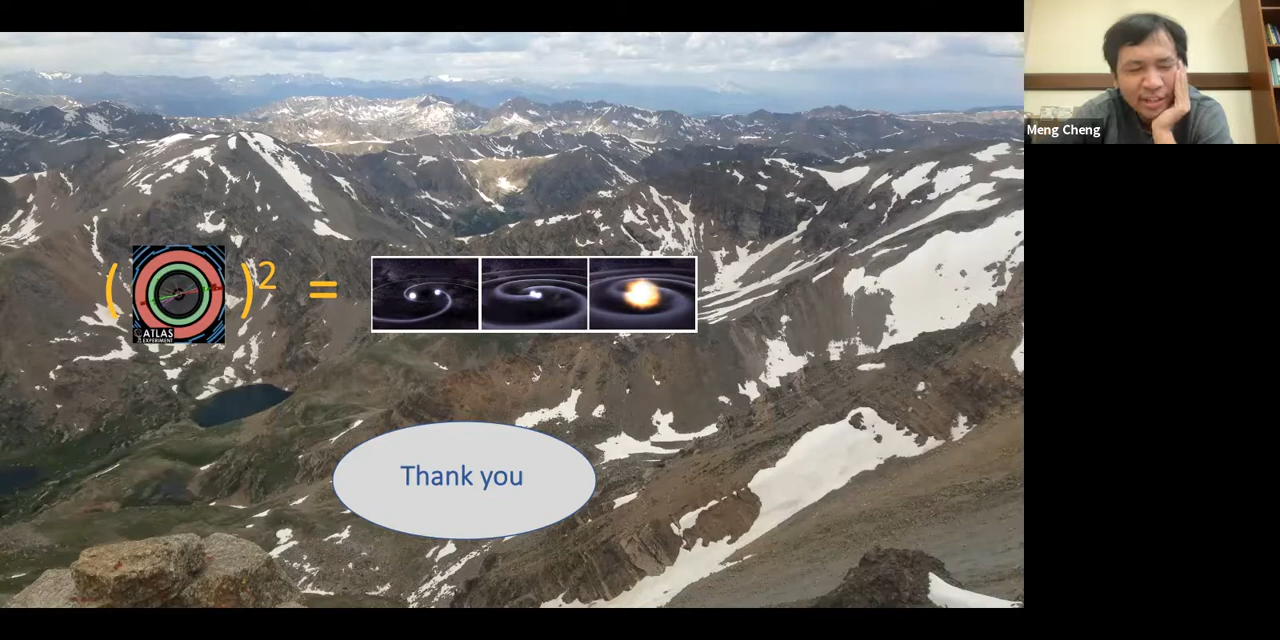 ( )² =
ATLAS
EXPERIMENT
Thank you
Meng Cheng